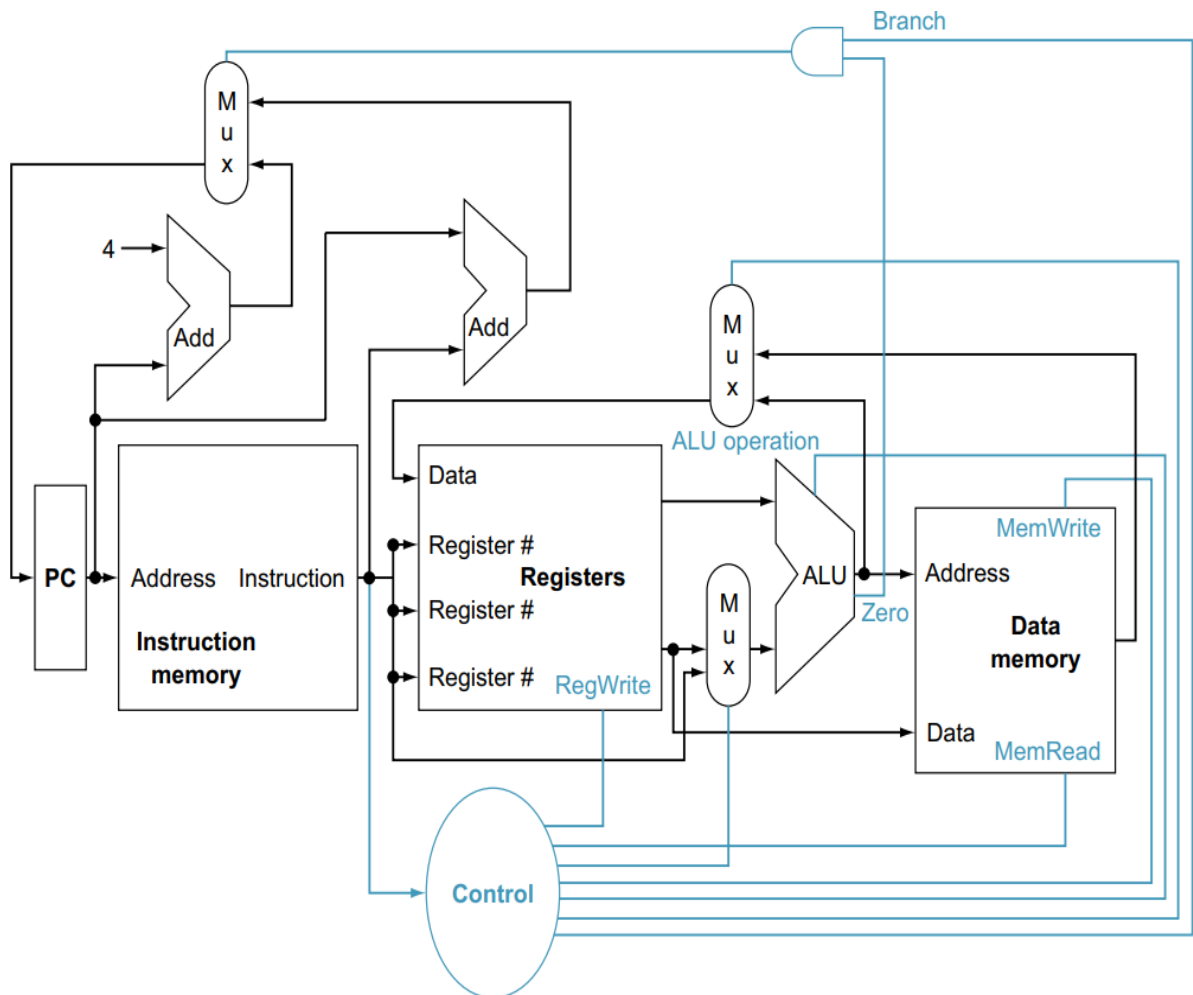 Branch
M
u
x
4
Add
Add
M
u
x
ALU operation
Data
Register #
Registers
Register #
Register #
RegWrite
PC
Address Instruction
Instruction
memory
M
u
x
ALU
Zero
MemWrite
Address
Data
memory
Data
MemRead
Control